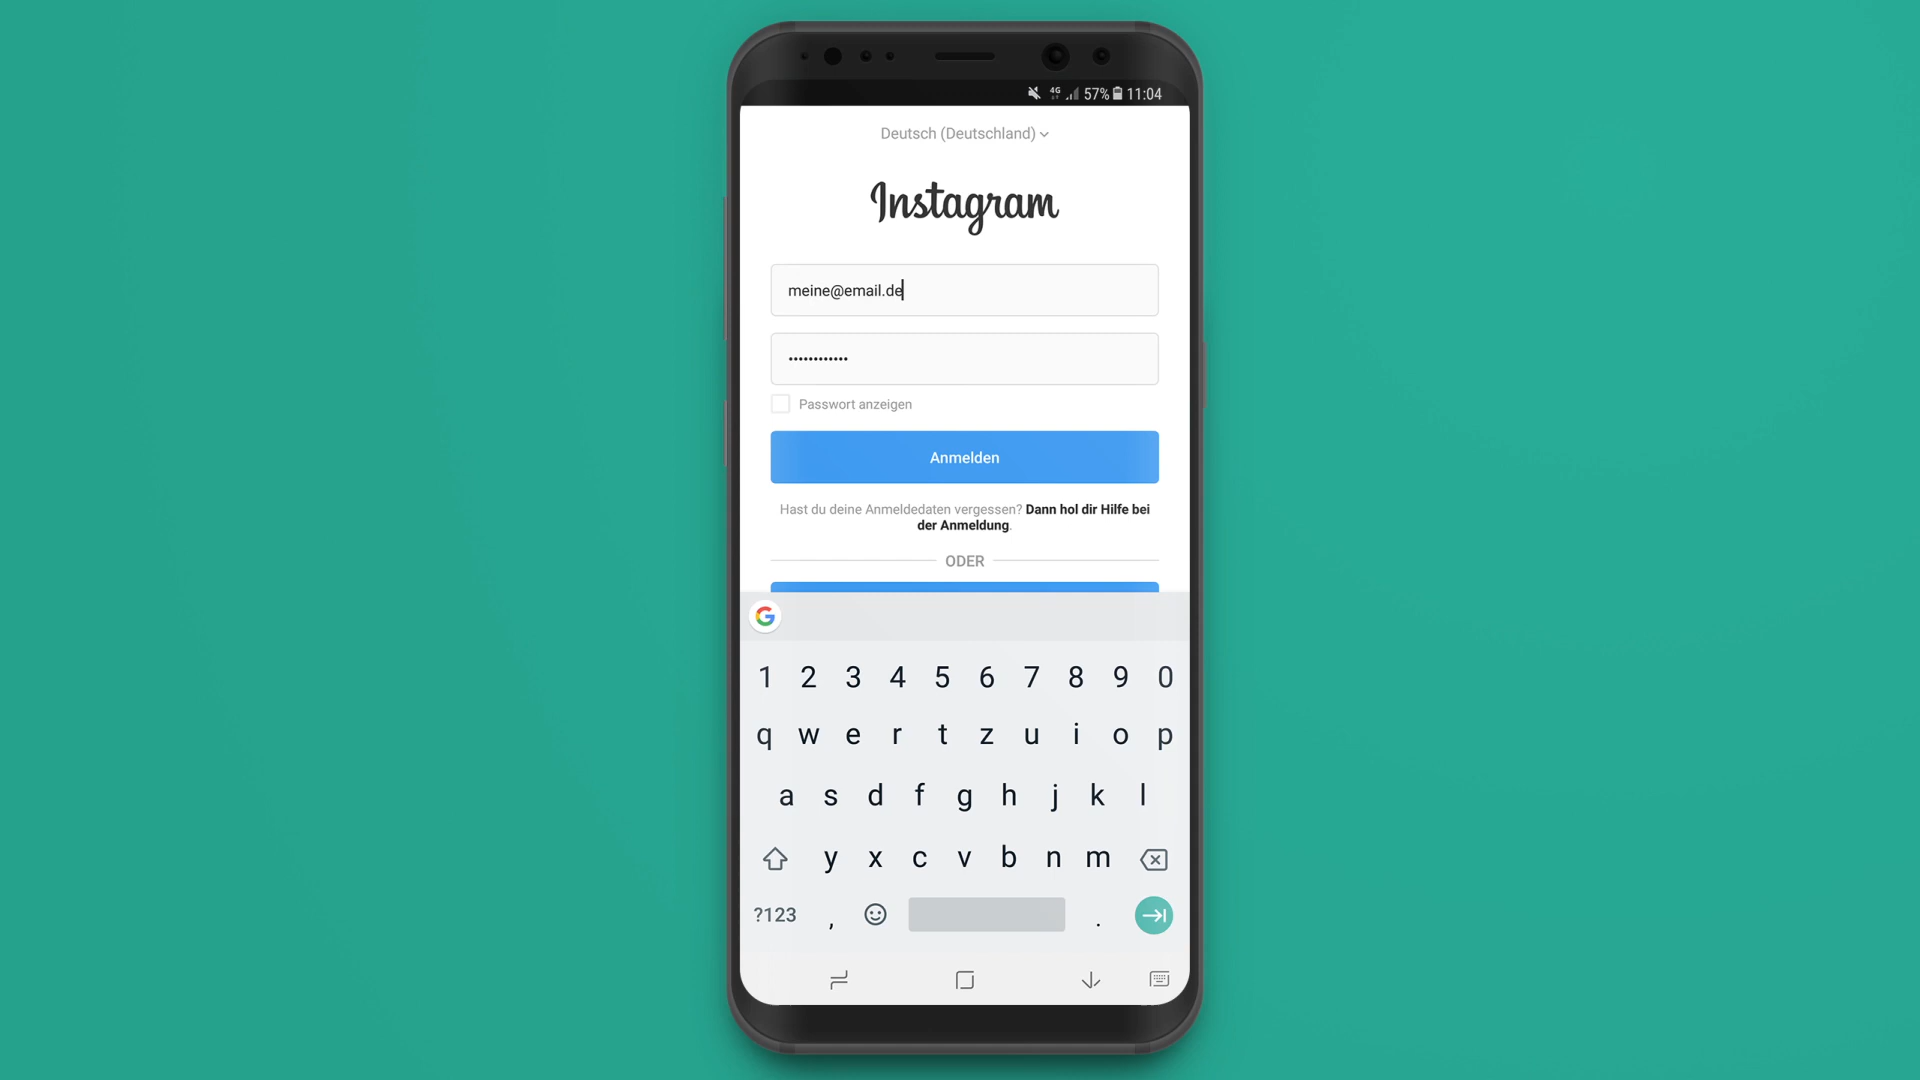 4G 57% 11:04
Deutsch (Deutschland)
Instagram
meine@email.de
••••••••••••
Passwort anzeigen
Anmelden
Hast du deine Anmeldedaten vergessen? Dann hol dir Hilfe bei
der Anmeldung.
ODER
G
1 2 3 4 5 6 7 8 9 0
q w e r t z u i o p
a s d f g h j k l
y x c v b n m
?123 , .